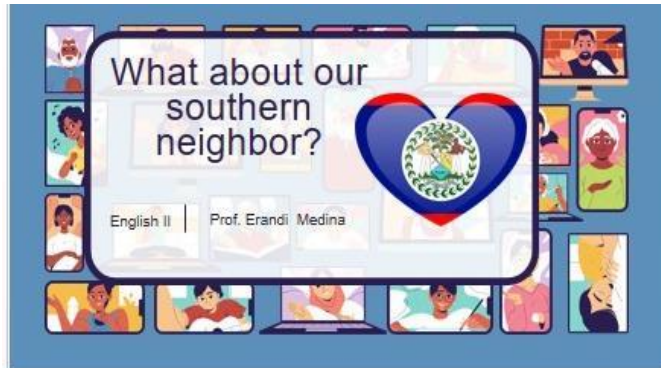 What about our
southern
neighbor?
English II
Prof. Erandi Medina